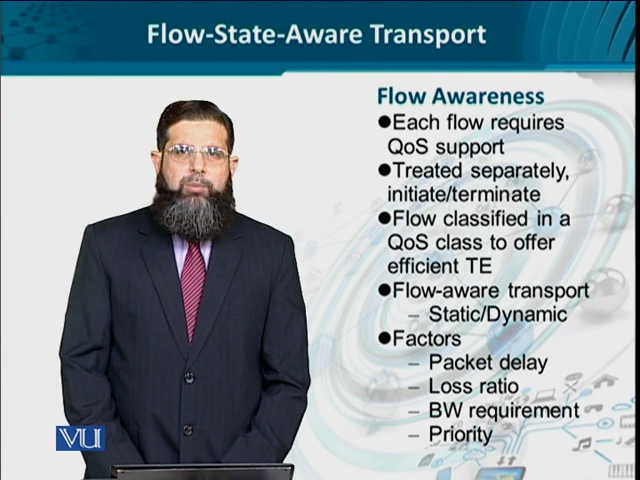 Flow-State-Aware Transport
Flow Awareness
●Each flow requires
QoS support
●Treated separately,
initiate/terminate
●Flow classified in a
QoS class to offer
efficient TE
●Flow-aware transport
– Static/Dynamic
●Factors
– Packet delay
– Loss ratio
– BW requirement
– Priority
VU